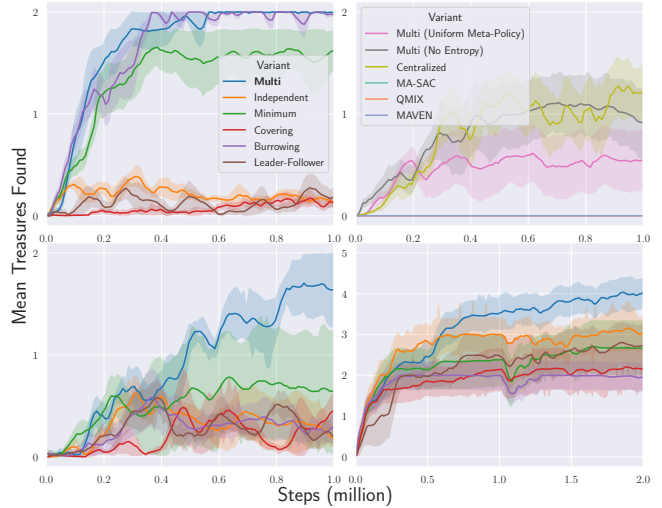 2
1
0
0.0
0.2
0.4
0.6
0.8
1.0
Variant
Multi
Independent
Minimum
Covering
Burrowing
Leader-Follower
2
1
0
0.0
0.2
0.4
0.6
0.8
1.0
Variant
Multi (Uniform Meta-Policy)
Multi (No Entropy)
Centralized
MA-SAC
QMIX
MAVEN
Mean Treasures Found
2
1
0
0.0
0.2
0.4
0.6
0.8
1.0
5
4
3
2
1
0
0.0
0.5
1.0
1.5
2.0
Steps (million)